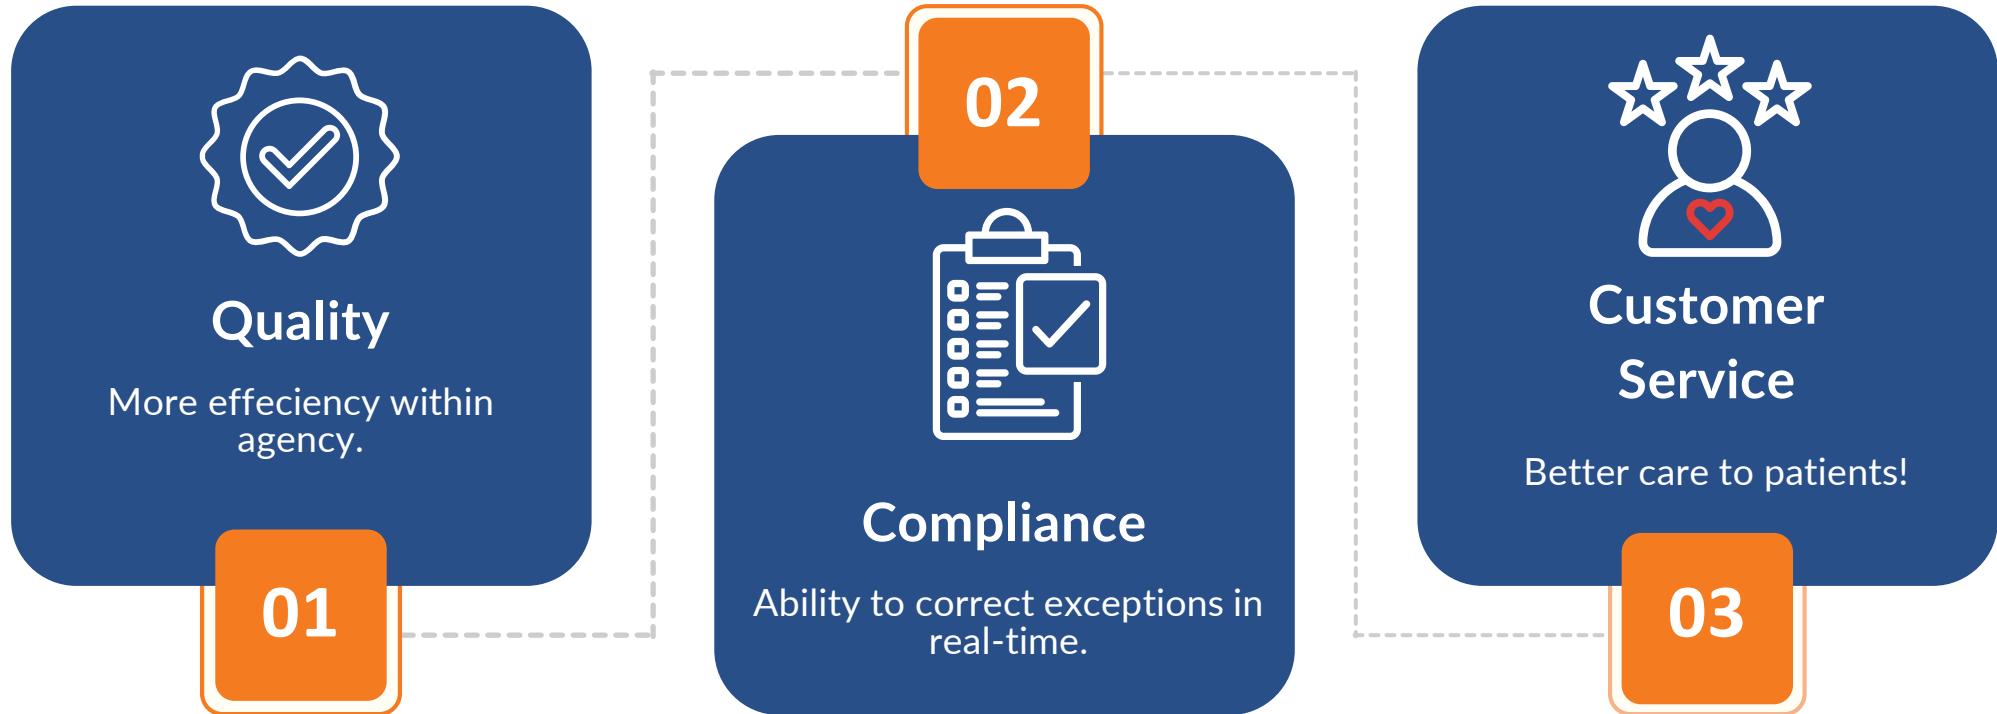 Quality
More effeciency within
agency.
01
02
Compliance
Ability to correct exceptions in
real-time.
Customer
Service
Better care to patients!
03